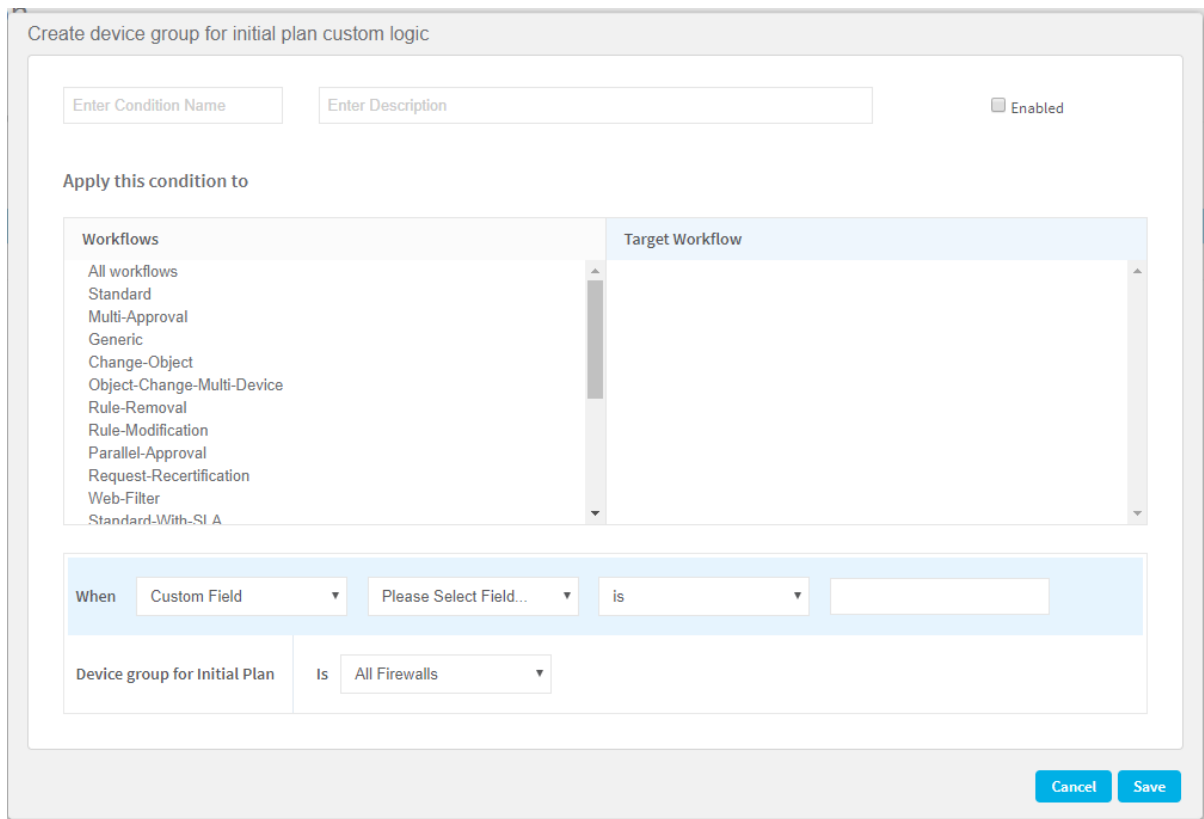 Create device group for initial plan custom logic
Enter Condition Name Enter Description Enabled
Apply this condition to
Workflows Target Workflow
All workflows
Standard
Multi-Approval
Generic
Change-Object
Object-Change-Multi-Device
Rule-Removal
Rule-Modification
Parallel-Approval
Request-Recertification
Web-Filter
Standard-With-SLA
When Custom Field Please Select Field... is
Device group for Initial Plan Is All Firewalls
Cancel Save